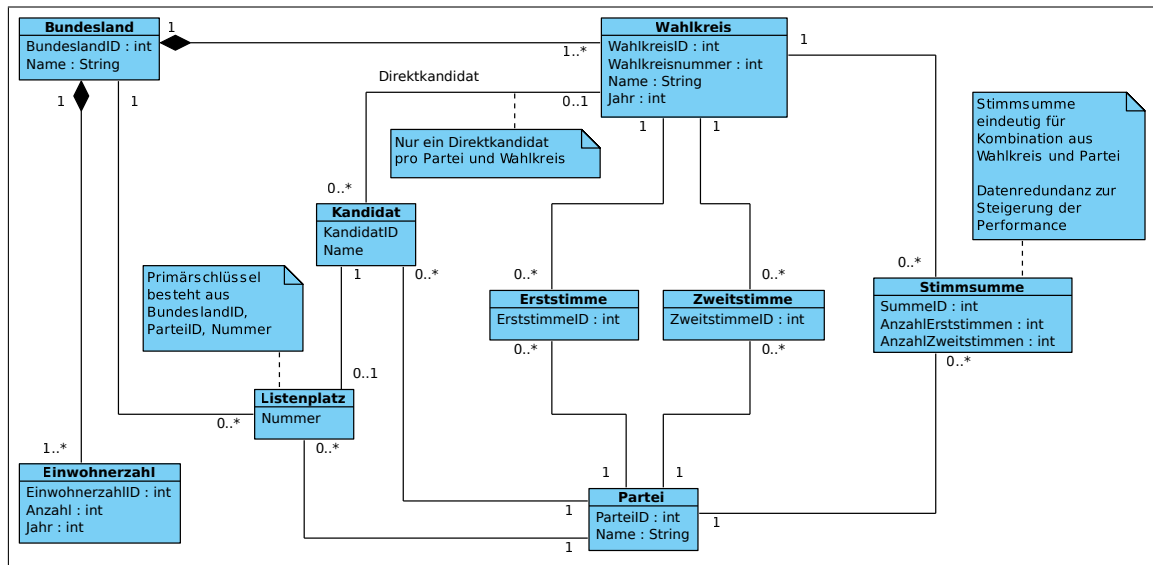 Bundesland
BundeslandID : int
Name : String
1
1..*
1
1
Wahlkreis
WahlkreisID : int
Wahlkreisnummer : int
Name : String
Jahr : int
1
0..1
1
1
Direktkandidat
Nur ein Direktkandidat
pro Partei und Wahlkreis
Stimmsumme
eindeutig für
Kombination aus
Wahlkreis und Partei
Datenredundanz zur
Steigerung der
Performance
0..*
Kandidat
KandidatID
Name
1
0..*
Primärschlüssel
besteht aus
BundeslandID,
ParteiID, Nummer
0..*
Erststimme
ErststimmeID : int
0..*
0..*
Zweitstimme
ZweitstimmeID : int
0..*
0..*
Stimmsumme
SummeID : int
AnzahlErststimmen : int
AnzahlZweitstimmen : int
0..*
0..1
Listenplatz
Nummer
0..*
0..*
1..*
Einwohnerzahl
EinwohnerzahlID : int
Anzahl : int
Jahr : int
1
1
Partei
ParteiID : int
Name : String
1
1
1